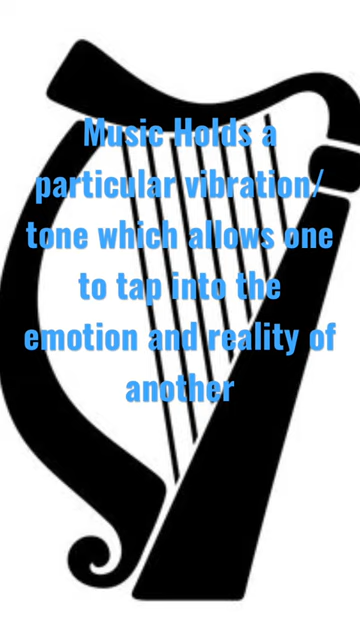 Music Holds a
particular vibration/
tone which allows one
to tap into the
emotion and reality of
another